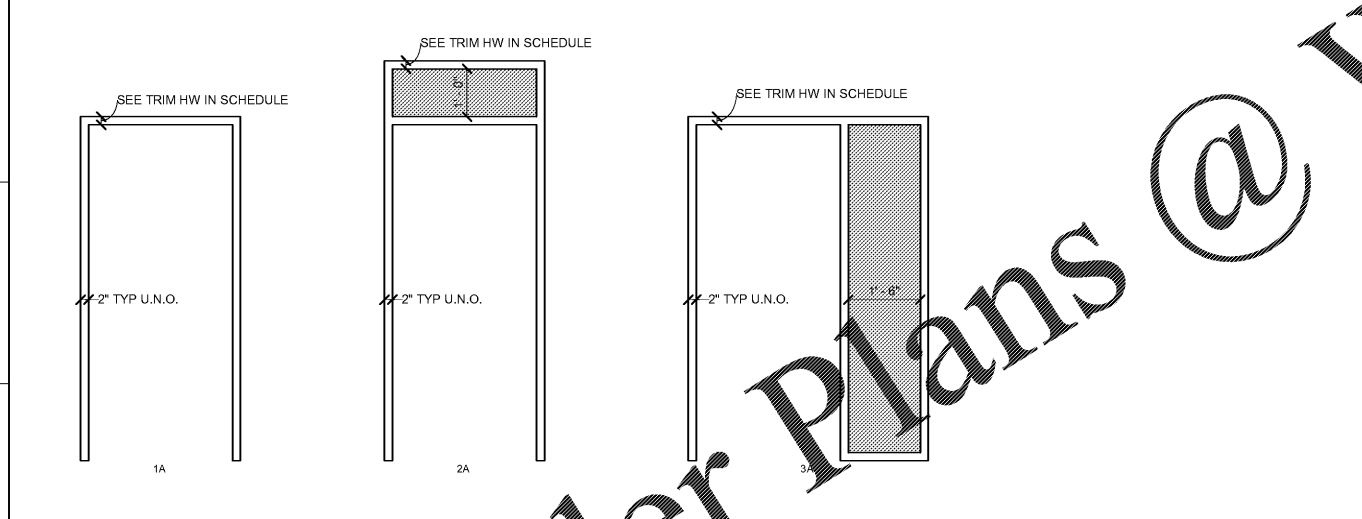 SEE TRIM HW IN SCHEDULE
1' - 0"
SEE TRIM HW IN SCHEDULE
SEE TRIM HW IN SCHEDULE
2" TYP U.N.O.
2" TYP U.N.O.
2" TYP U.N.O.
1' - 6"
1A
2A
3A
Plans @